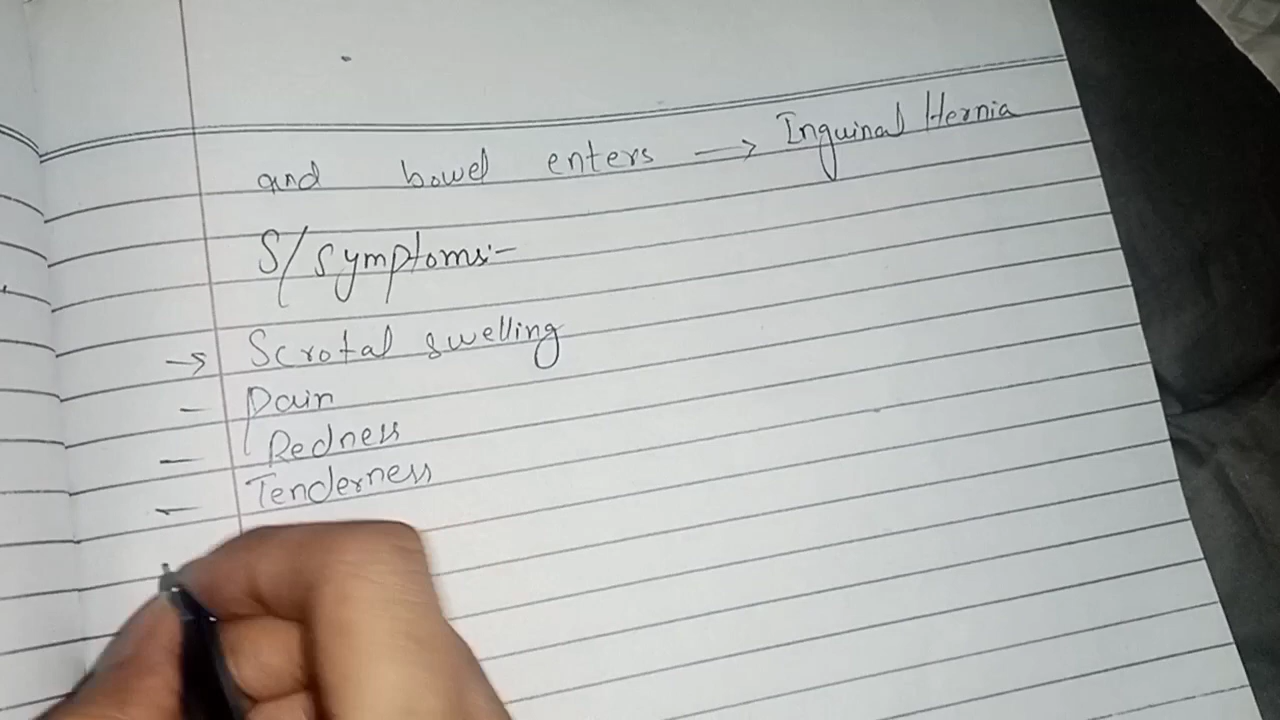 and bowel enters → Inguinal Hernia
S/symptoms:-
→ Scrotal swelling
- Pain
- Redness
- Tenderness